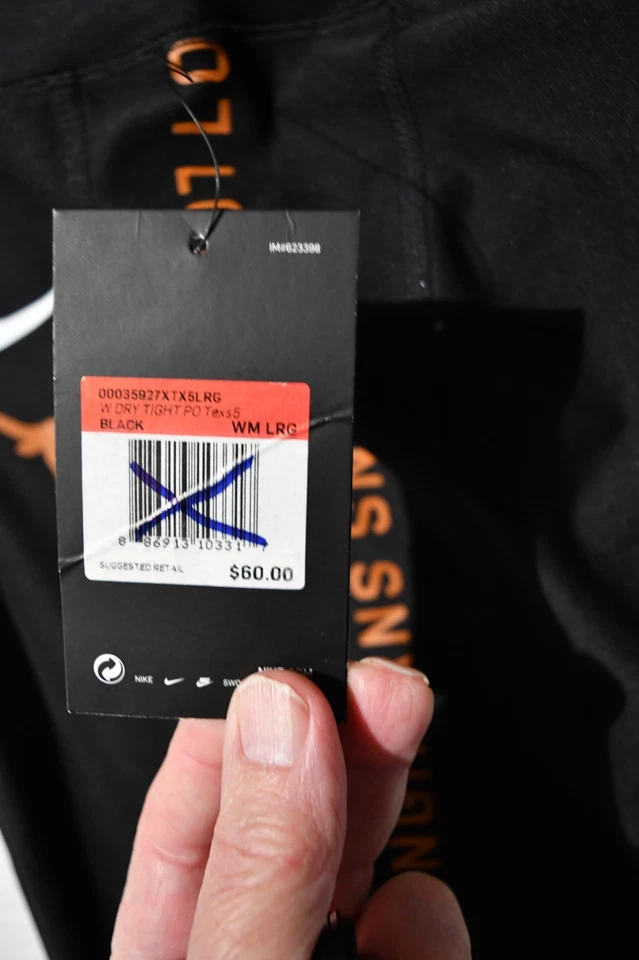 IM#623398
00035927XTX5LRG
W DRY TIGHT PO Texs5
BLACK WM LRG
8 86913 10331 7
SUGGESTED RETAIL $60.00
NIKE